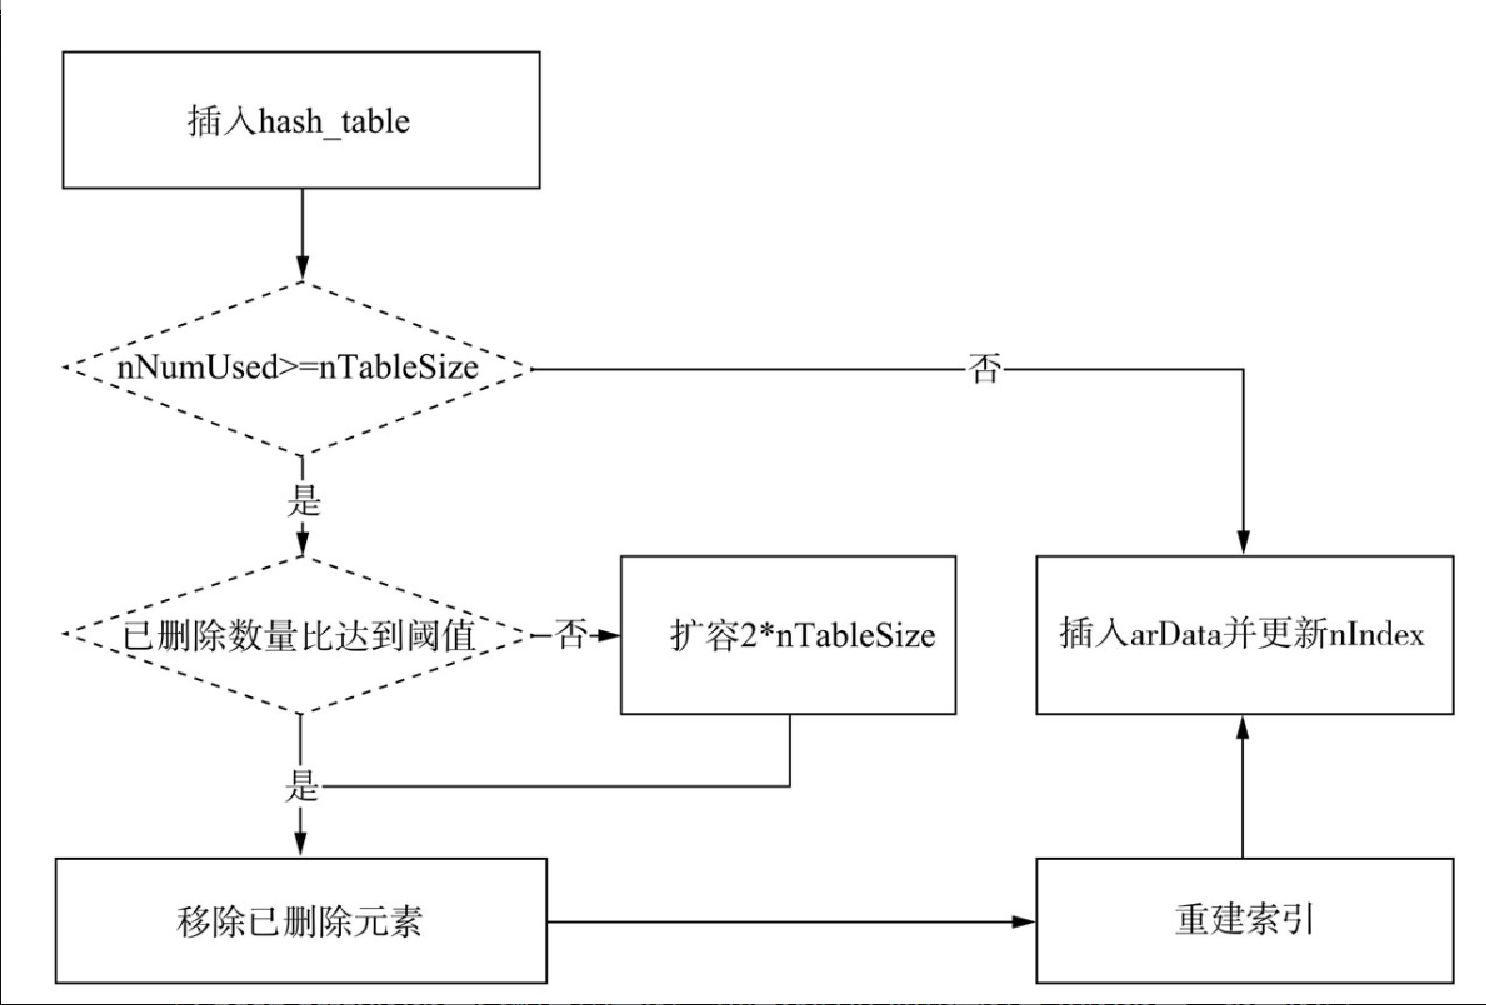 插入hash_table
nNumUsed>=nTableSize
否
是
已删除数量比达到阈值
否
扩容2*nTableSize
插入arData并更新nIndex
是
移除已删除元素
重建索引